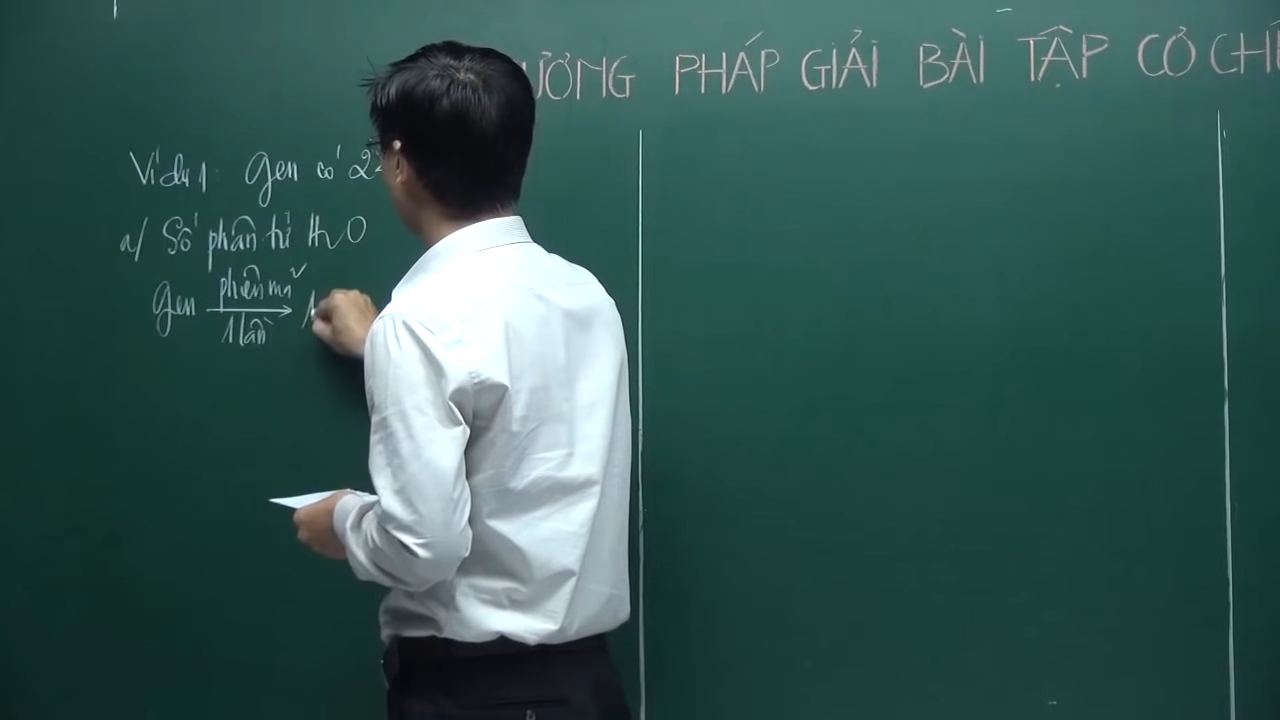 ƯƠNG PHÁP GIẢI BÀI TẬP CƠ CHẾ
Ví dụ 1: Gen có
a/ Số phân tử H₂O
Gen phiên mã
1 lần